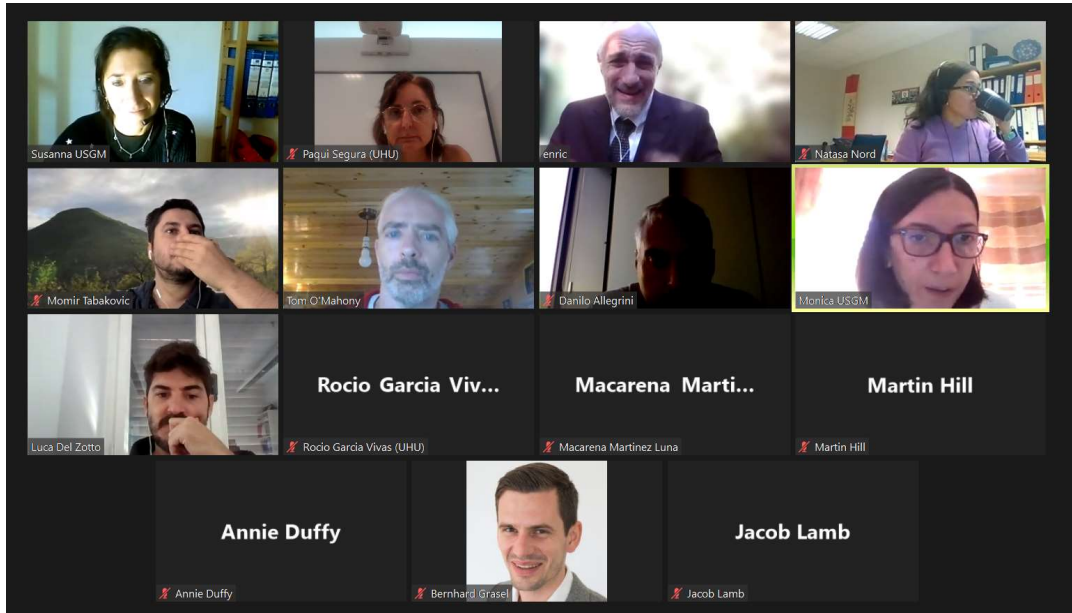 Susanna USGM
Paqui Segura (UHU)
enric
Natasa Nord
Momir Tabakovic
Tom O'Mahony
Danilo Allegrini
Monica USGM
Luca Del Zotto
Rocio Garcia Viv...
Rocio Garcia Vivas (UHU)
Macarena Marti...
Macarena Martinez Luna
Martin Hill
Martin Hill
Annie Duffy
Annie Duffy
Bernhard Grasel
Jacob Lamb
Jacob Lamb